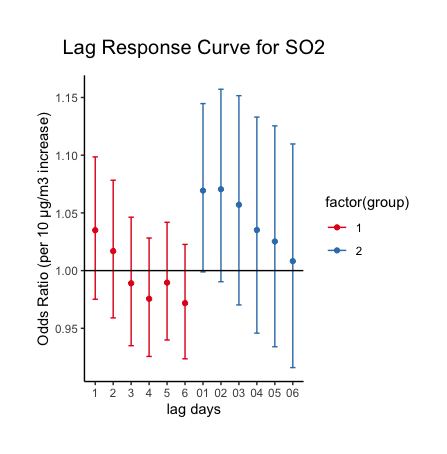 Lag Response Curve for SO2
Odds Ratio (per 10 µg/m3 increase)
1.15
1.10
1.05
1.00
0.95
1 2 3 4 5 6 01 02 03 04 05 06
lag days
factor(group)
1
2